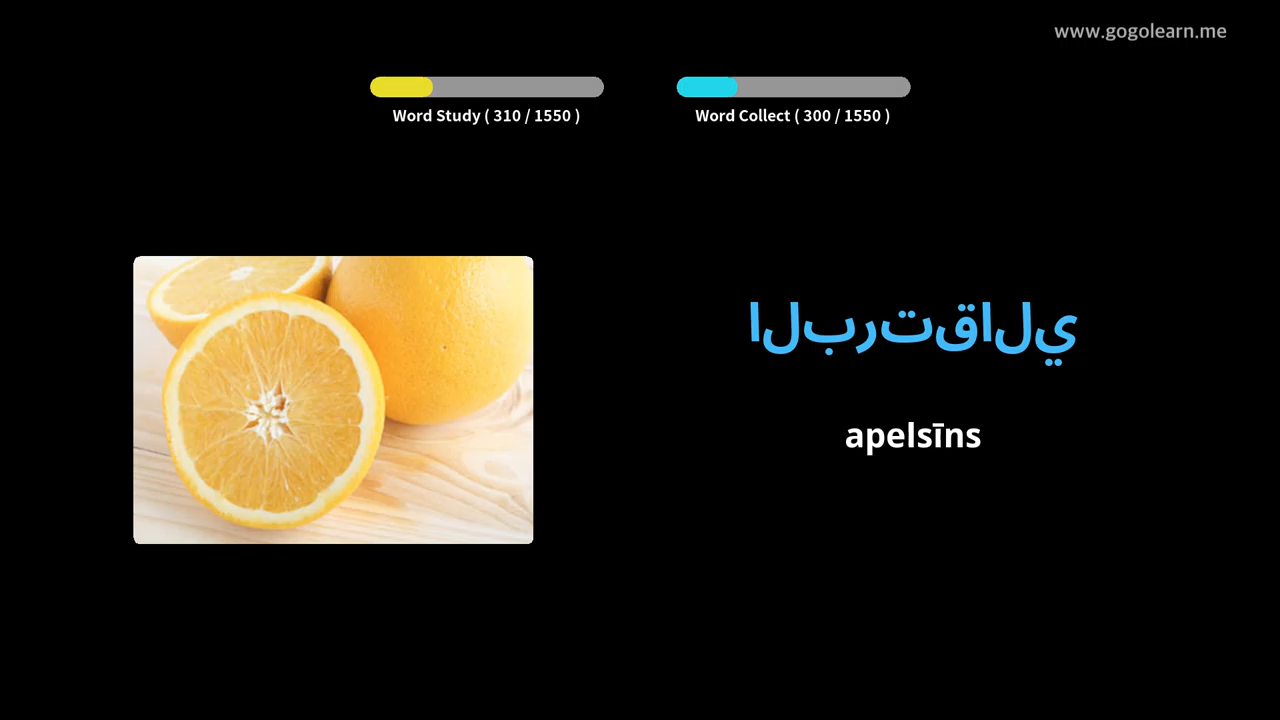 www.gogolearn.me
Word Study ( 310 / 1550 )
Word Collect ( 300 / 1550 )
البرتقالي
apelsīns